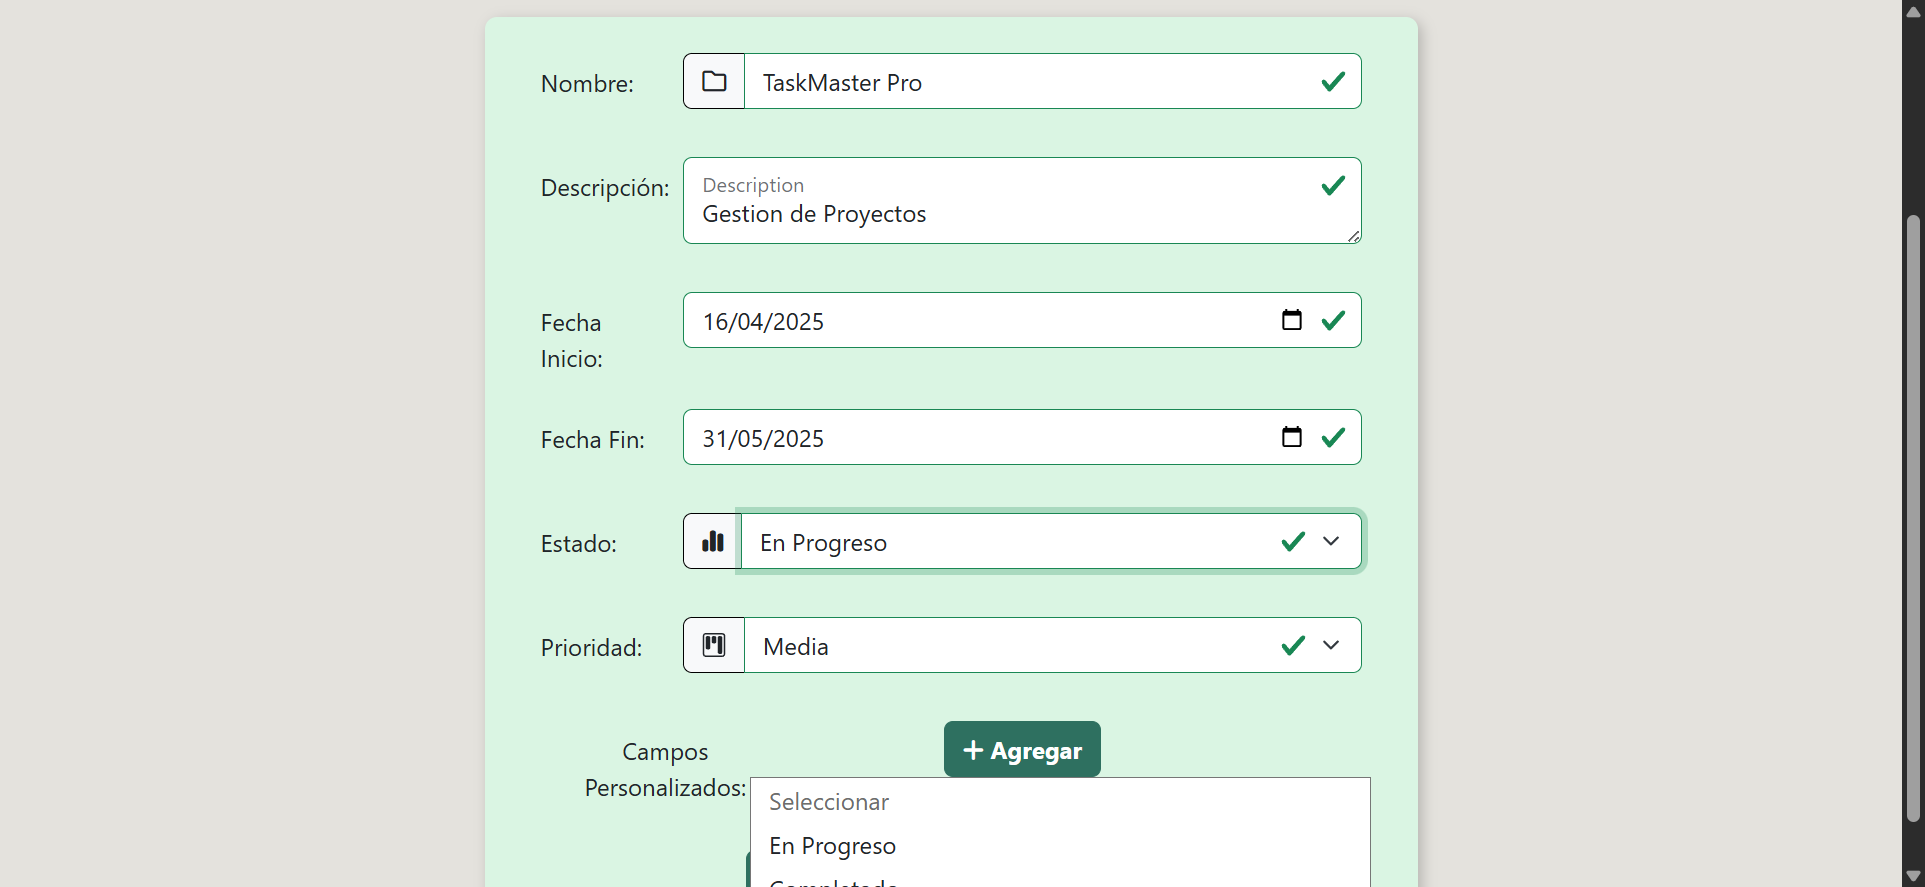 Nombre:
TaskMaster Pro
Descripción:
Description
Gestion de Proyectos
Fecha
Inicio:
16/04/2025
Fecha Fin:
31/05/2025
Estado:
En Progreso
Prioridad:
Media
Campos
Personalizados:
+ Agregar
Seleccionar
En Progreso